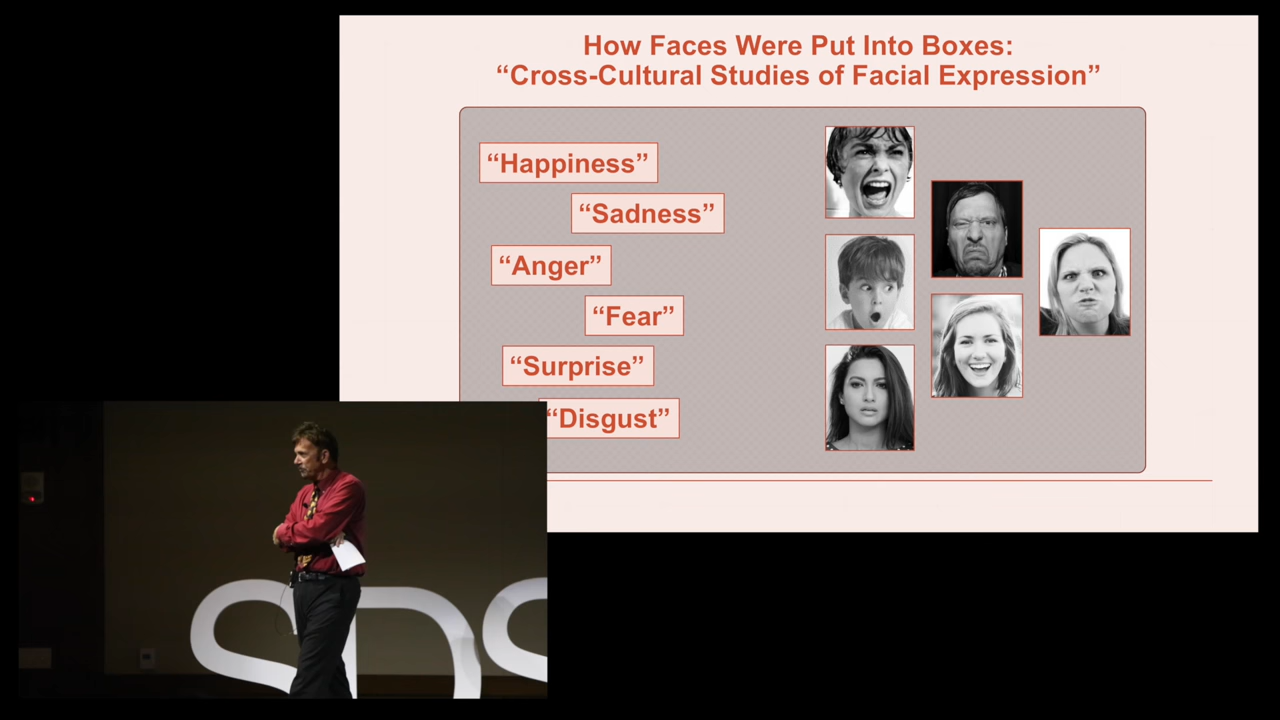 How Faces Were Put Into Boxes:
“Cross-Cultural Studies of Facial Expression”
“Happiness”
“Sadness”
“Anger”
“Fear”
“Surprise”
“Disgust”